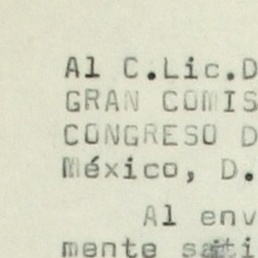 Al C.Lic.D
GRAN COMIS
CONGRESO D
México, D.
Al env
mente sati